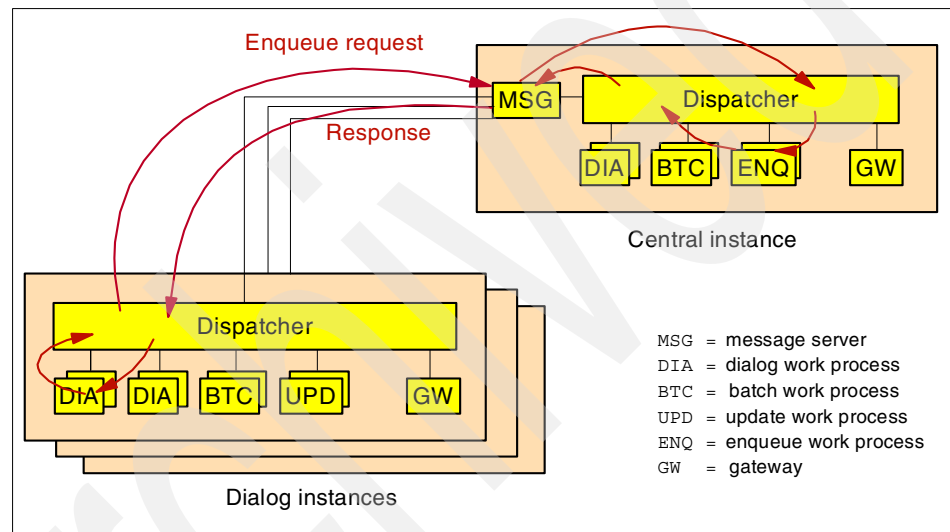 Enqueue request
MSG
Dispatcher
Response
DIA
BTC
ENQ
GW
Central instance
Dispatcher
DIA
DIA
BTC
UPD
GW
Dialog instances
MSG = message server
DIA = dialog work process
BTC = batch work process
UPD = update work process
ENQ = enqueue work process
GW = gateway